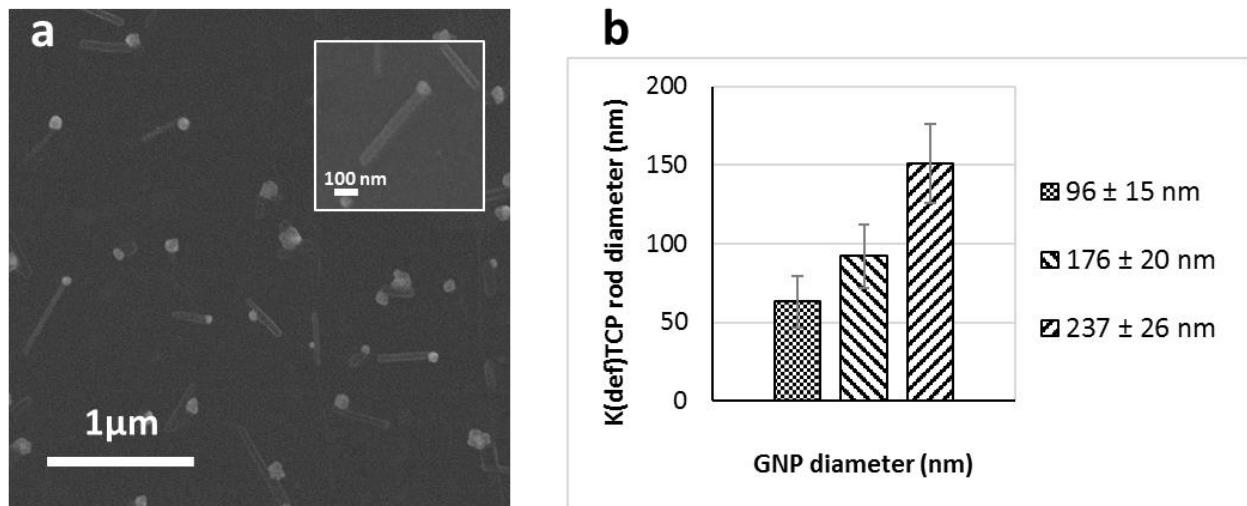 a
100 nm
1μm
b
K(def)TCP rod diameter (nm)
200
150
100
50
0
GNP diameter (nm)
96 ± 15 nm
176 ± 20 nm
237 ± 26 nm